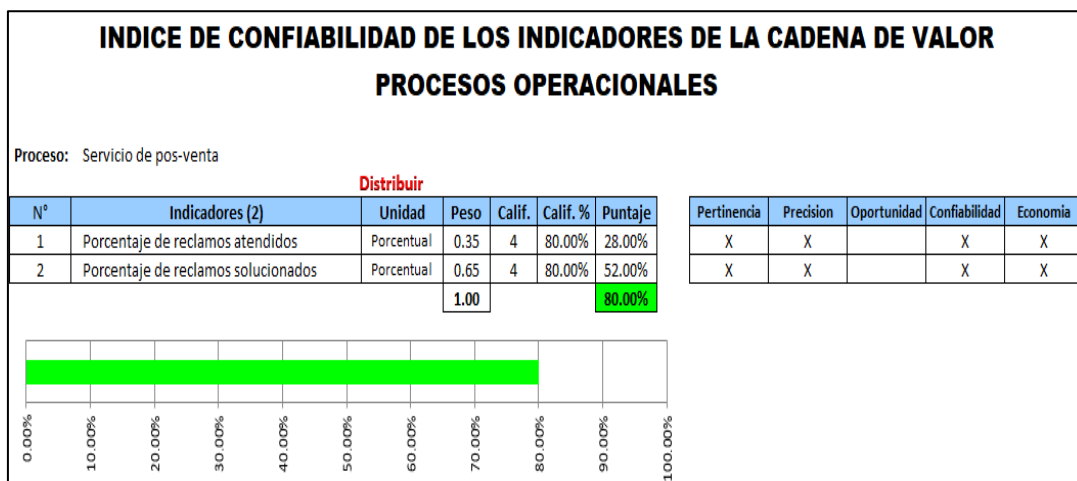 INDICE DE CONFIABILIDAD DE LOS INDICADORES DE LA CADENA DE VALOR
PROCESOS OPERACIONALES
Proceso: Servicio de pos-venta
Distribuir
N° Indicadores (2) Unidad Peso Calif. Calif. % Puntaje Pertinencia Precision Oportunidad Confiabilidad Economia
1 Porcentaje de reclamos atendidos Porcentual 0.35 4 80.00% 28.00% X X X X
2 Porcentaje de reclamos solucionados Porcentual 0.65 4 80.00% 52.00% X X X X
1.00 80.00%
0.00% 10.00% 20.00% 30.00% 40.00% 50.00% 60.00% 70.00% 80.00% 90.00% 100.00%